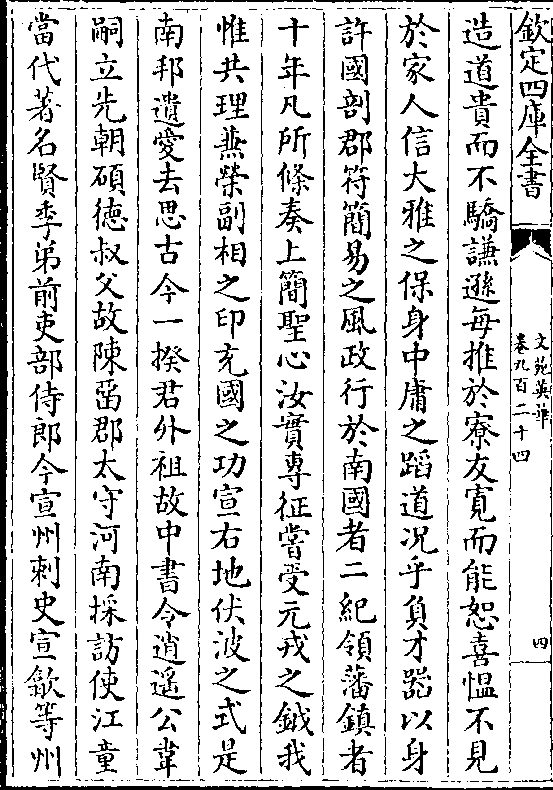 欽定四庫全書
文苑英華
卷九百二十四
四
造道貴而不驕謙遜每推於寮友寛而能恕喜愠不見
於家人信大雅之保身中庸之蹈道况乎負才器以身
許國剖郡符簡易之風政行於南國者二紀領藩鎮者
十年凡所條奏上簡聖心汝實專征嘗受元戎之鉞我
惟共理燕榮副相之印充國之功宣右地伏波之式是
南邦遺愛去思古今一揆君外祖故中書令逍遥公韋
嗣立先朝碩德叔父故陳留郡太守河南採訪使江童
當代著名賢季弟前吏部侍郎今宣州刺史宣歙等州